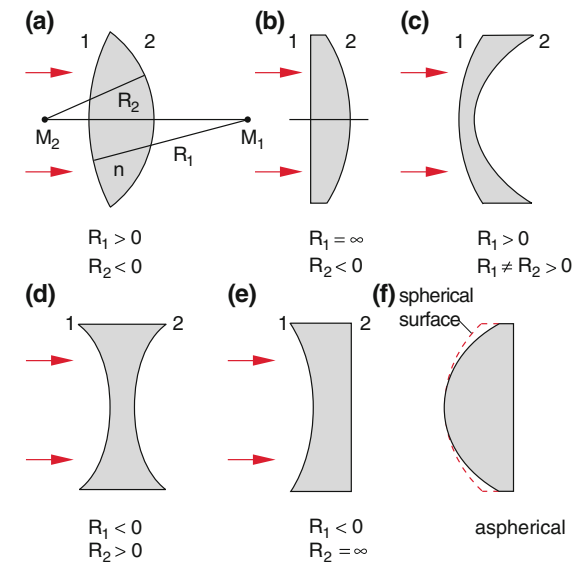 (a)
1 2
R2
M2 M1
R1
n
R1 > 0
R2 < 0
(b)
1 2
R1 = ∞
R2 < 0
(c)
1 2
R1 > 0
R1 ≠ R2 > 0
(d)
1 2
R1 < 0
R2 > 0
(e)
1 2
R1 < 0
R2 = ∞
(f) spherical
surface
aspherical